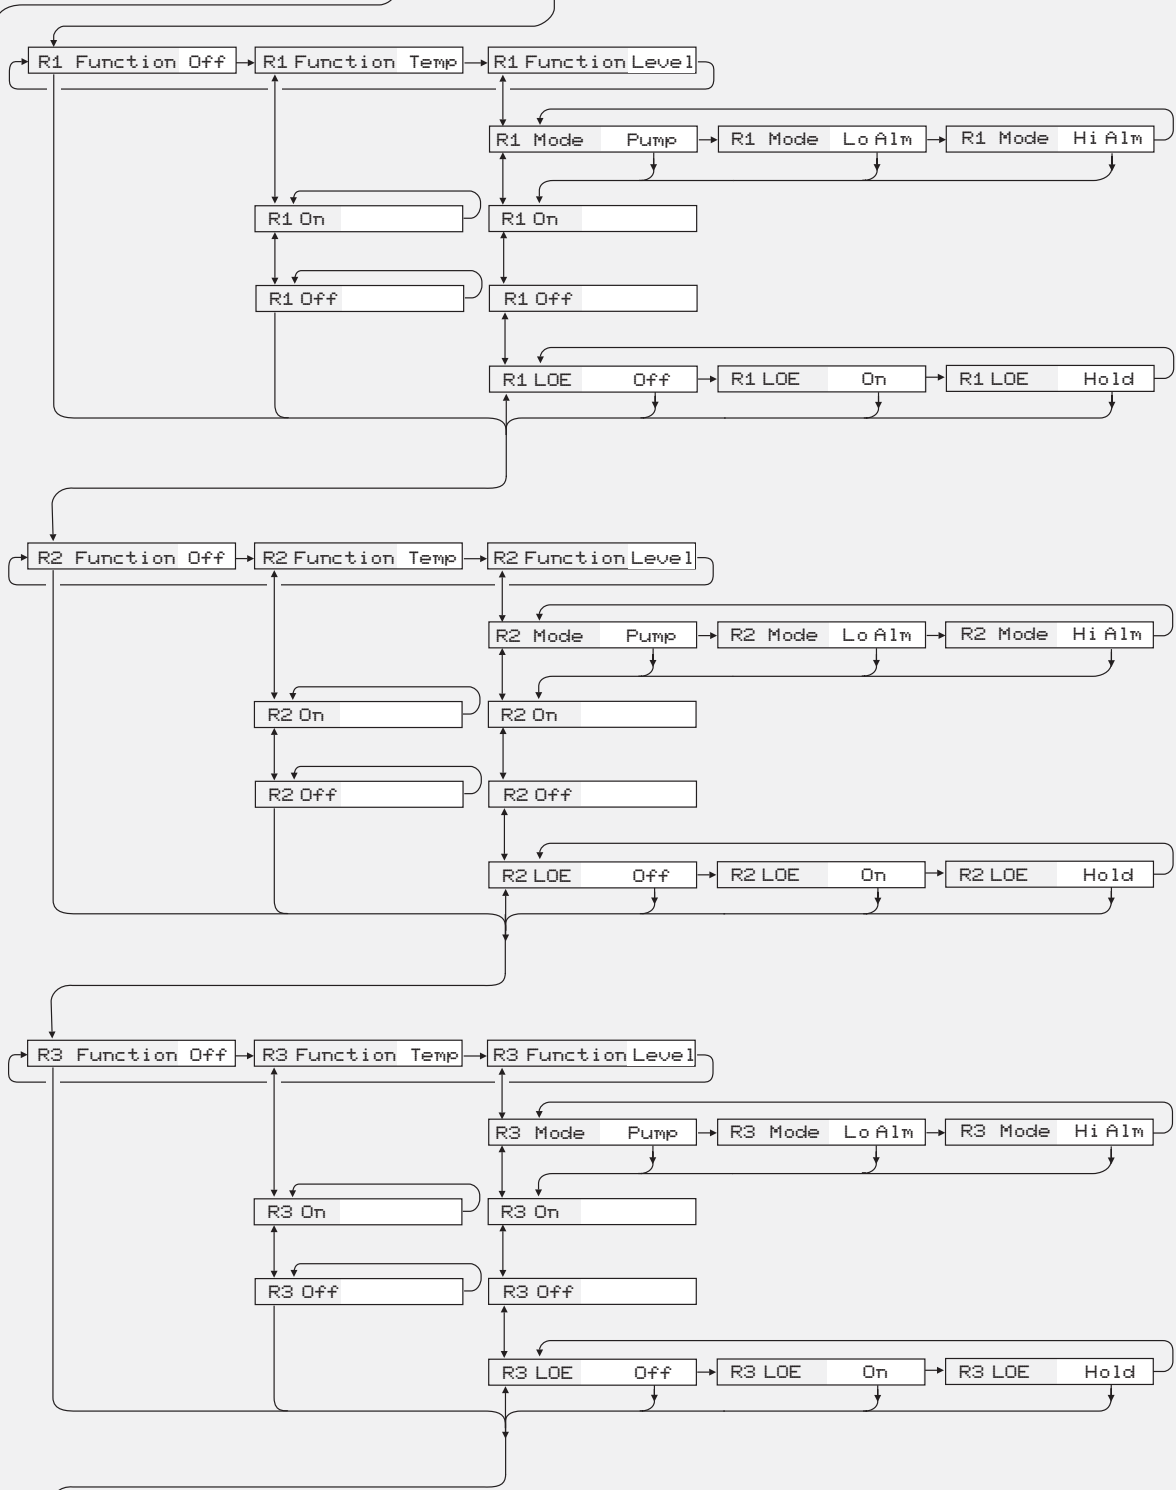 R1 Function Off R1 Function Temp R1 Function Level
R1 Mode Pump R1 Mode Lo Alm R1 Mode Hi Alm
R1 On R1 On
R1 Off R1 Off
R1 LOE Off R1 LOE On R1 LOE Hold
R2 Function Off R2 Function Temp R2 Function Level
R2 Mode Pump R2 Mode Lo Alm R2 Mode Hi Alm
R2 On R2 On
R2 Off R2 Off
R2 LOE Off R2 LOE On R2 LOE Hold
R3 Function Off R3 Function Temp R3 Function Level
R3 Mode Pump R3 Mode Lo Alm R3 Mode Hi Alm
R3 On R3 On
R3 Off R3 Off
R3 LOE Off R3 LOE On R3 LOE Hold